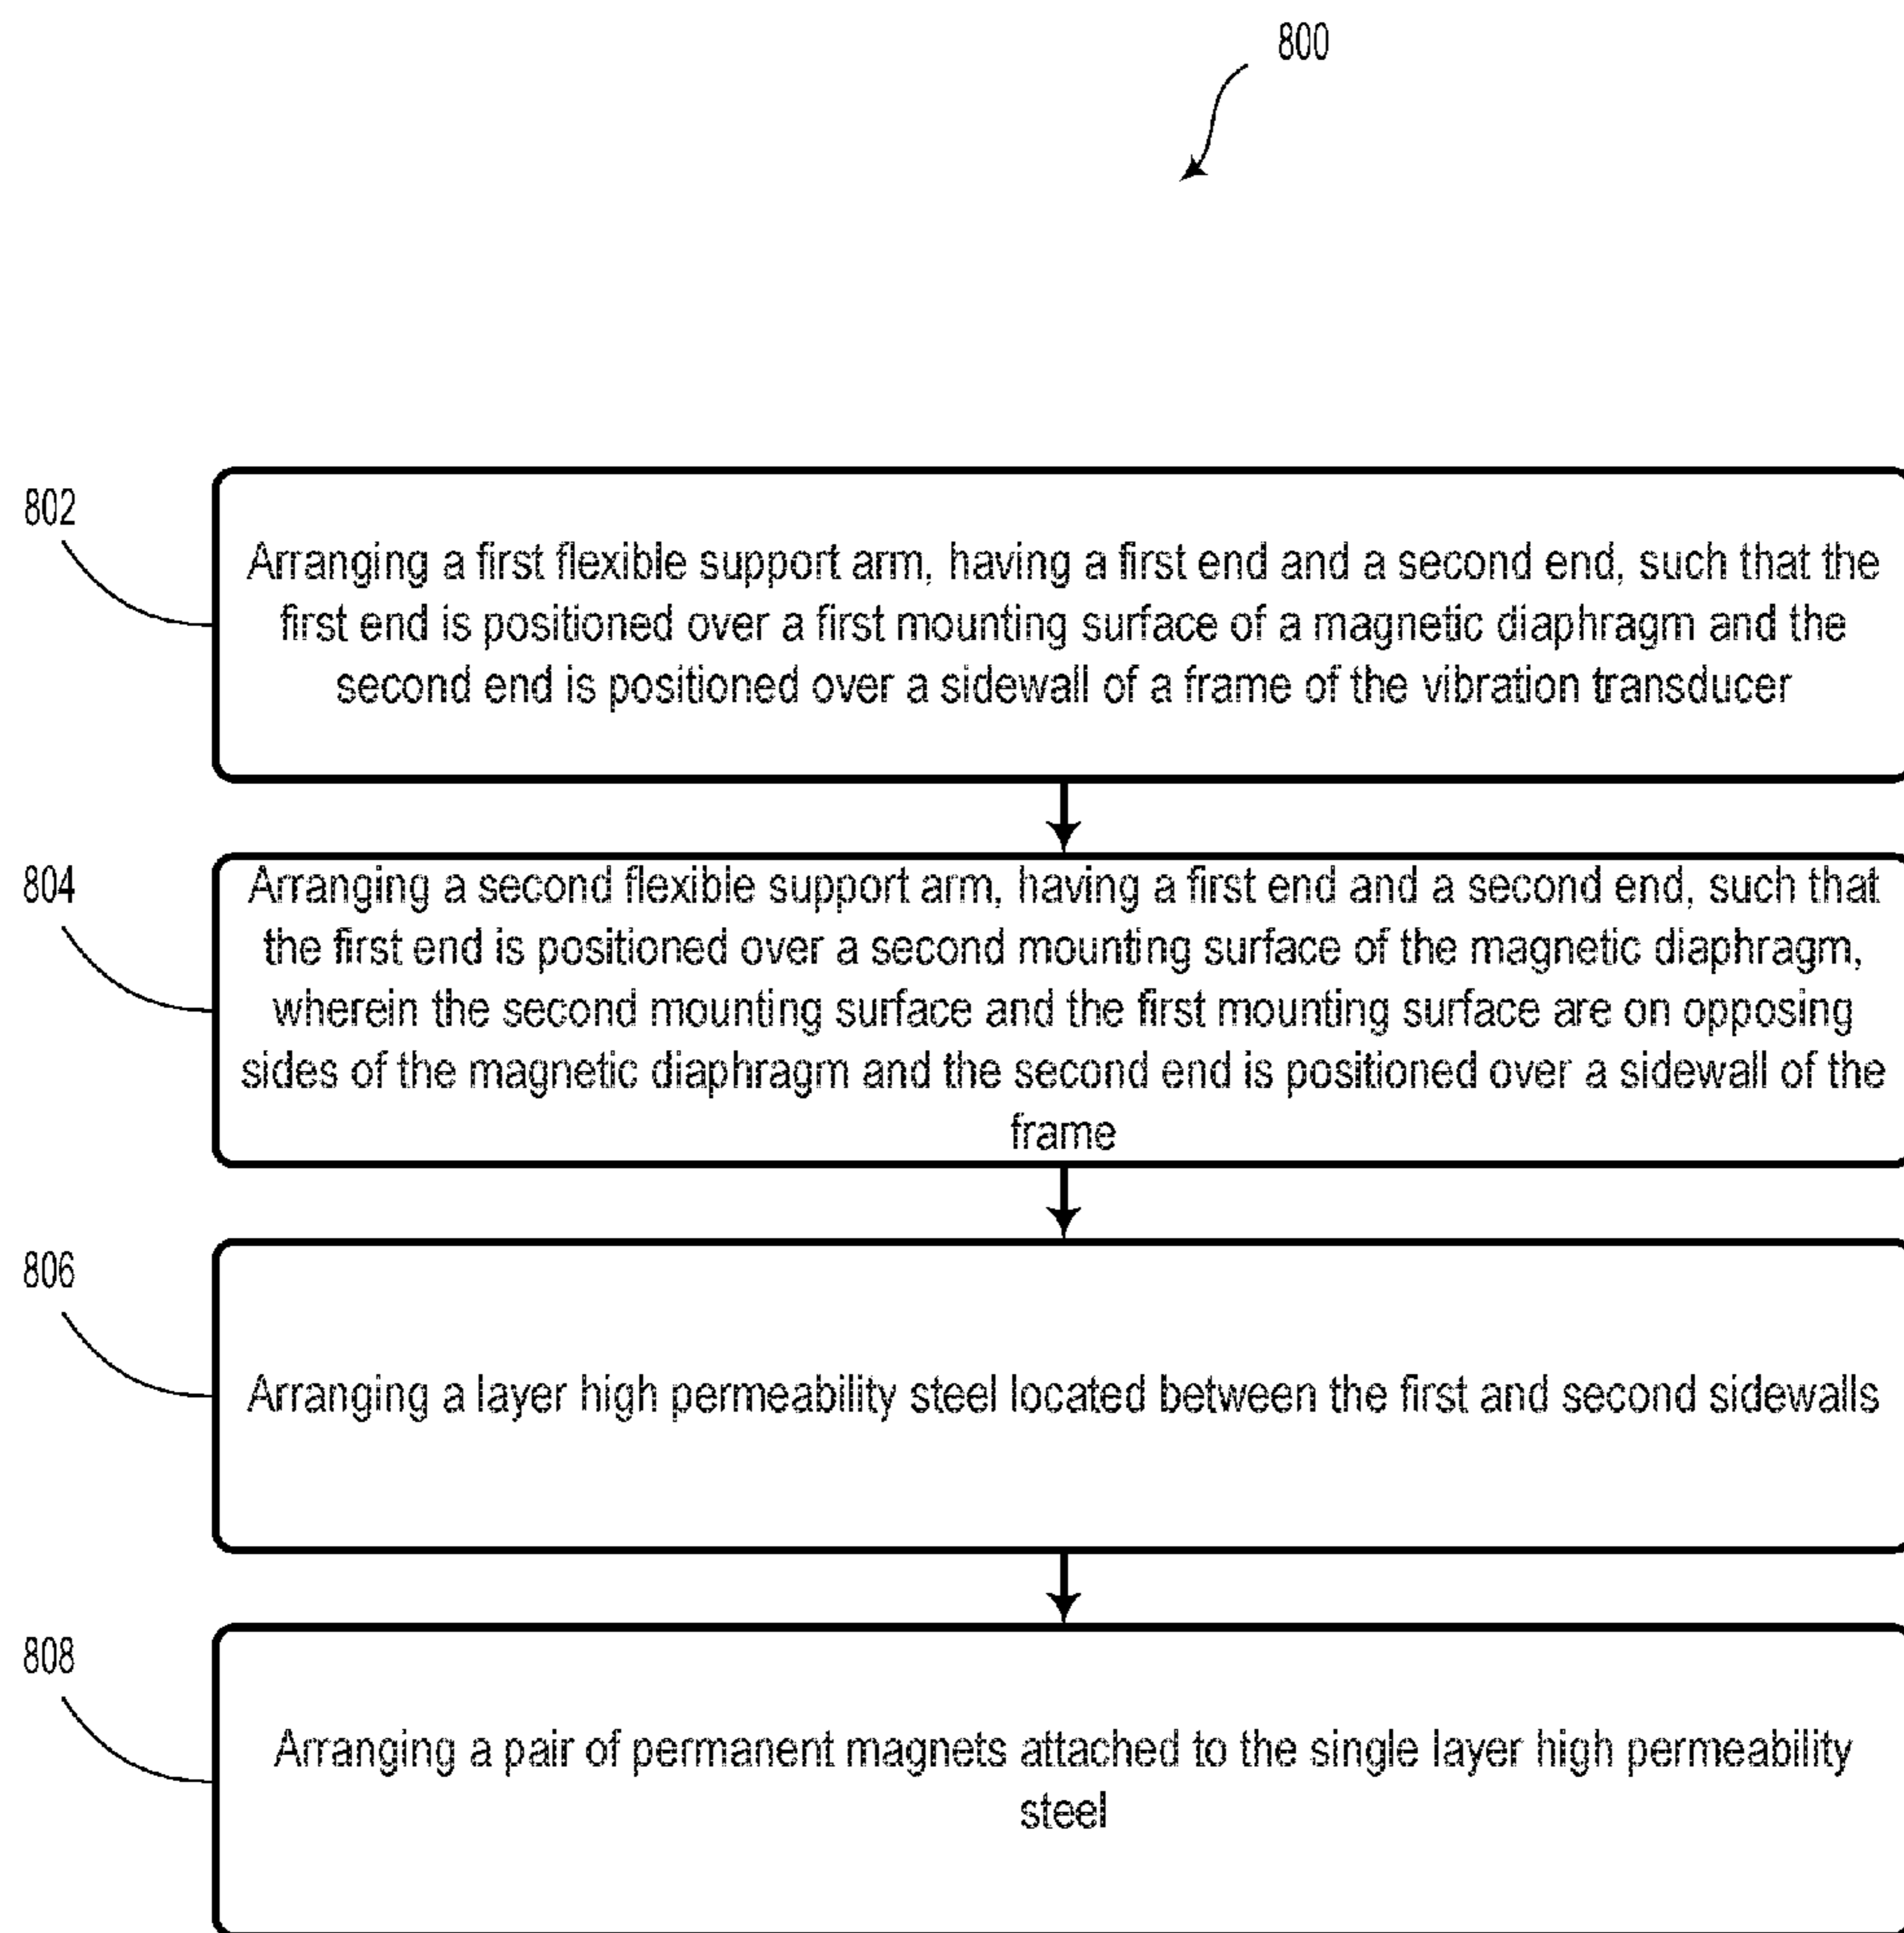 800
802
Arranging a first flexible support arm, having a first end and a second end, such that the
first end is positioned over a first mounting surface of a magnetic diaphragm and the
second end is positioned over a sidewall of a frame of the vibration transducer
804
Arranging a second flexible support arm, having a first end and a second end, such that
the first end is positioned over a second mounting surface of the magnetic diaphragm,
wherein the second mounting surface and the first mounting surface are on opposing
sides of the magnetic diaphragm and the second end is positioned over a sidewall of the
frame
806
Arranging a layer high permeability steel located between the first and second sidewalls
808
Arranging a pair of permanent magnets attached to the single layer high permeability
steel